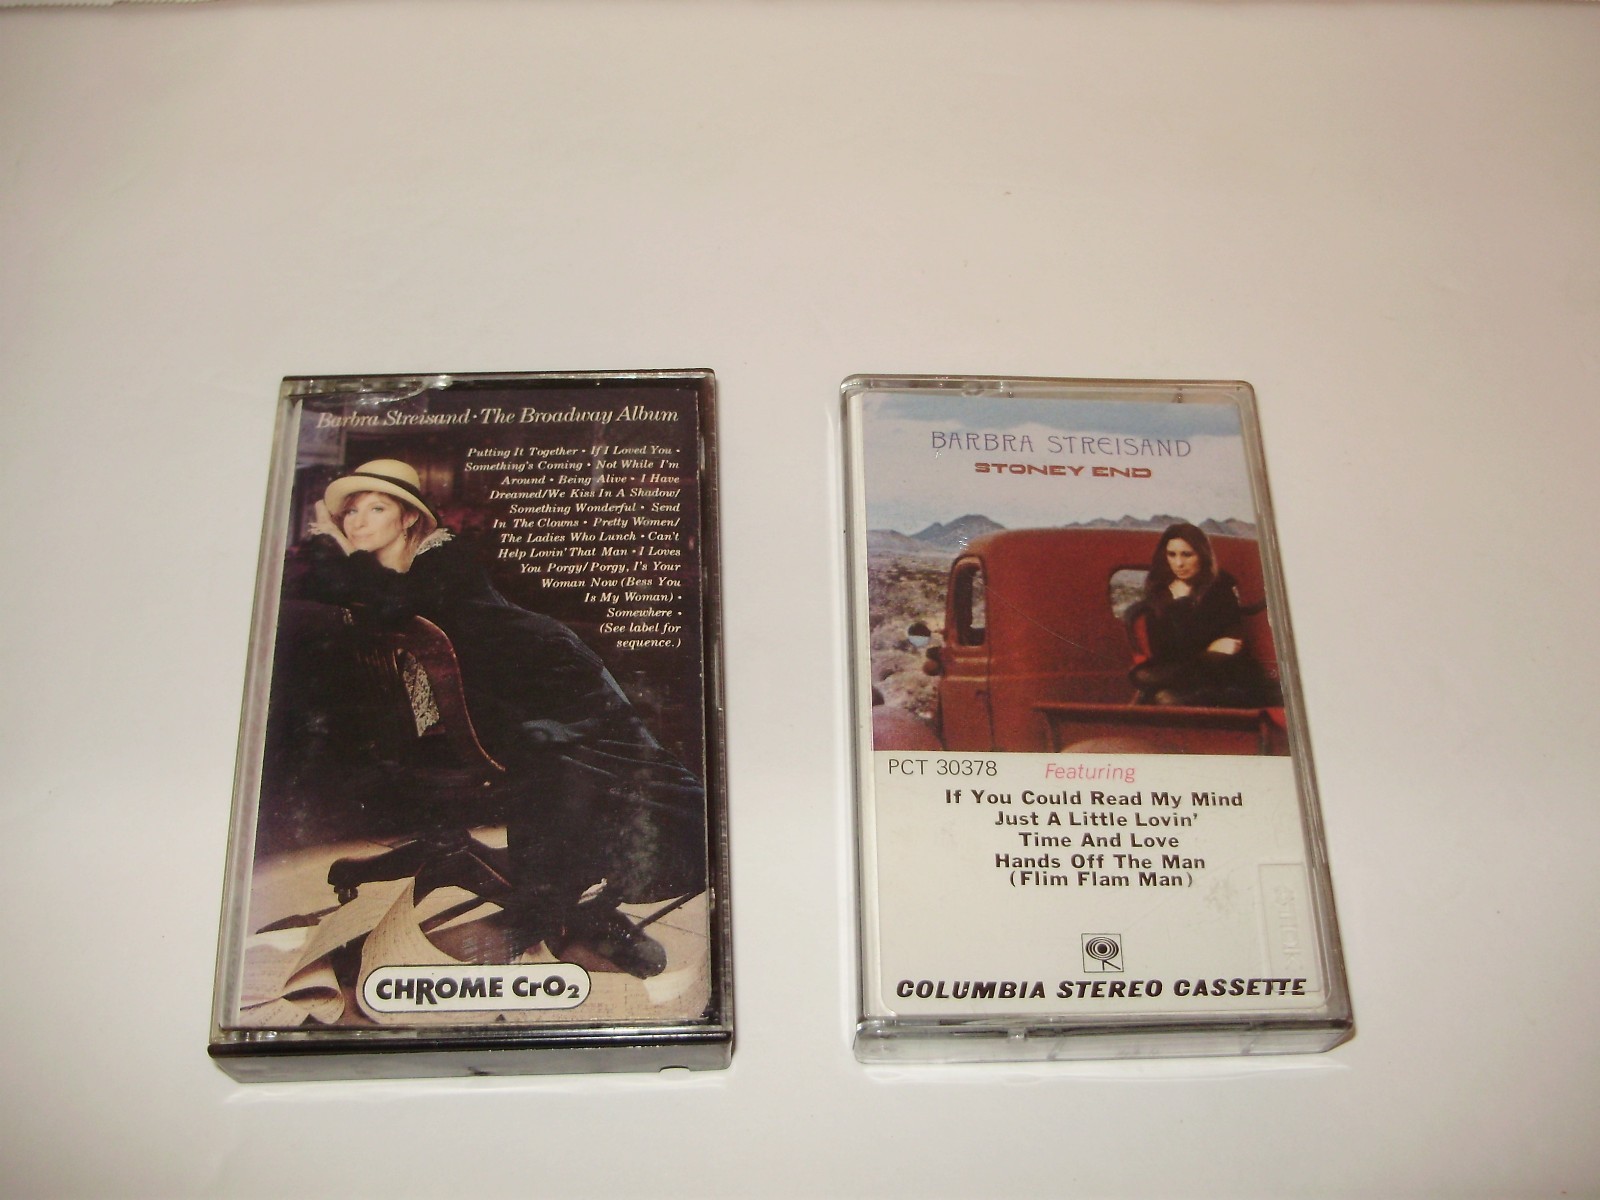 Barbra Streisand · The Broadway Album
Putting It Together • If I Loved You •
Something's Coming • Not While I'm
Around • Being Alive • I Have
Dreamed/We Kiss In A Shadow/
Something Wonderful • Send
In The Clowns • Pretty Women/
The Ladies Who Lunch • Can't
Help Lovin' That Man • I Loves
You Porgy/Porgy, I's Your
Woman Now (Bess You
Is My Woman) •
Somewhere •
(See label for
sequence.)
CHROME CrO2
BARBRA STREISAND
STONEY END
PCT 30378
Featuring
If You Could Read My Mind
Just A Little Lovin'
Time And Love
Hands Off The Man
(Flim Flam Man)
COLUMBIA STEREO CASSETTE